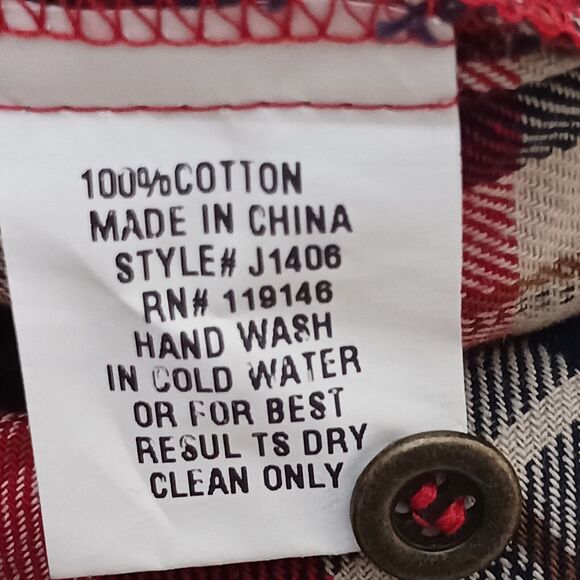 100%COTTON
MADE IN CHINA
STYLE# J1406
RN# 119146
HAND WASH
IN COLD WATER
OR FOR BEST
RESUL TS DRY
CLEAN ONLY